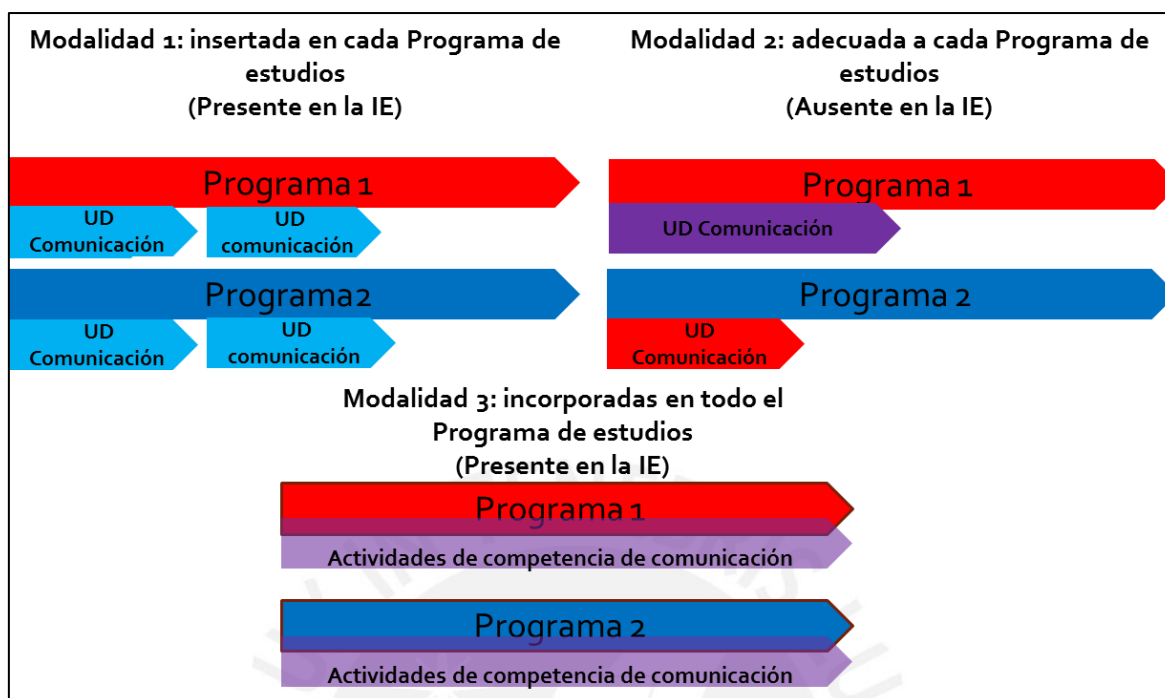 Modalidad 1: insertada en cada Programa de
estudios
(Presente en la IE)
Programa 1
UD
Comunicación
UD
comunicación
Programa2
UD
Comunicación
UD
comunicación
Modalidad 2: adecuada a cada Programa de
estudios
(Ausente en la IE)
Programa 1
UD Comunicación
Programa 2
UD
Comunicación
Modalidad 3: incorporadas en todo el
Programa de estudios
(Presente en la IE)
Programa 1
Actividades de competencia de comunicación
Programa 2
Actividades de competencia de comunicación